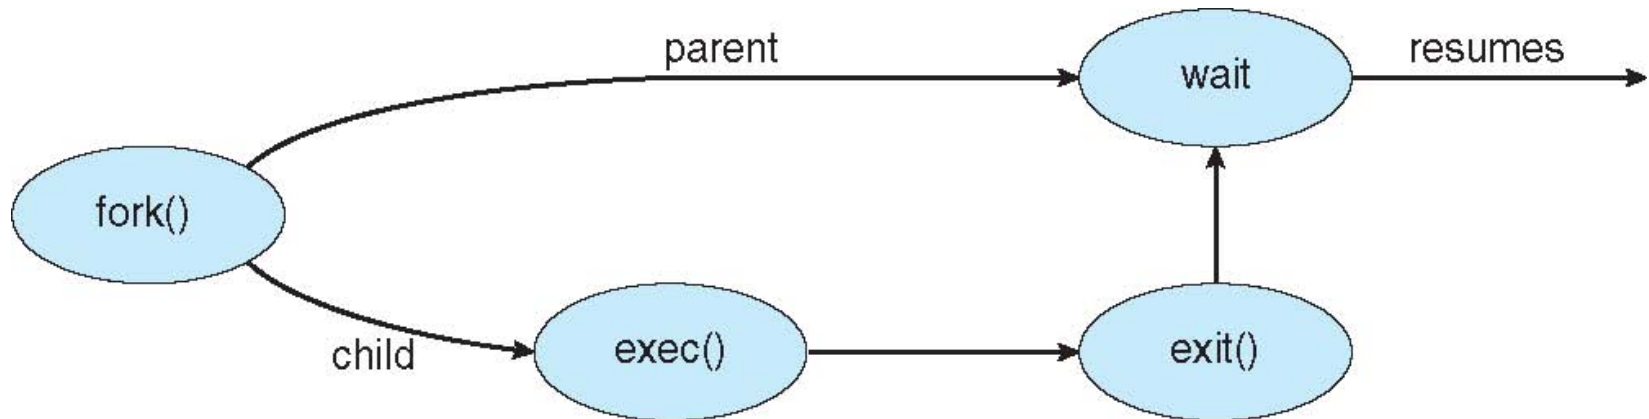 parent
wait
resumes
fork()
child
exec()
exit()